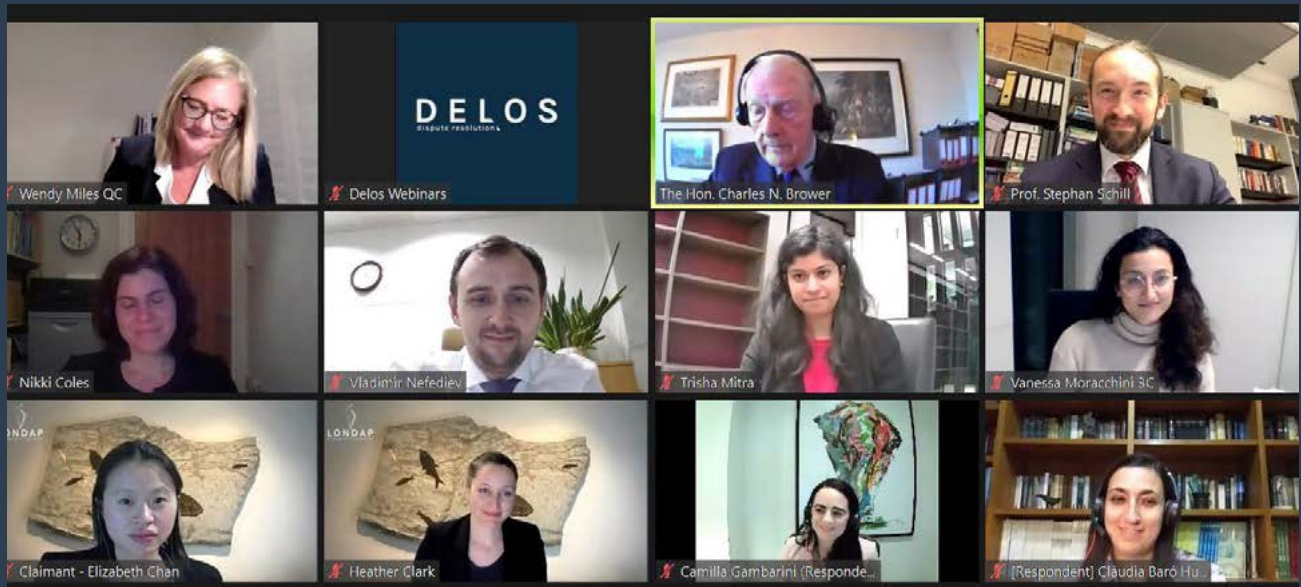 Wendy Miles QC
DELOS
dispute resolution
Delos Webinars
The Hon. Charles N. Brower
Prof. Stephan Schill
Nikki Coles
Vladimir Nefediev
Trisha Mitra
Vanessa Moracchini 3C
LONDAP
Claimant - Elizabeth Chan
LONDAP
Heather Clark
Camilla Gambarini (Responde...
[Respondent] Claudia Baró Hu...